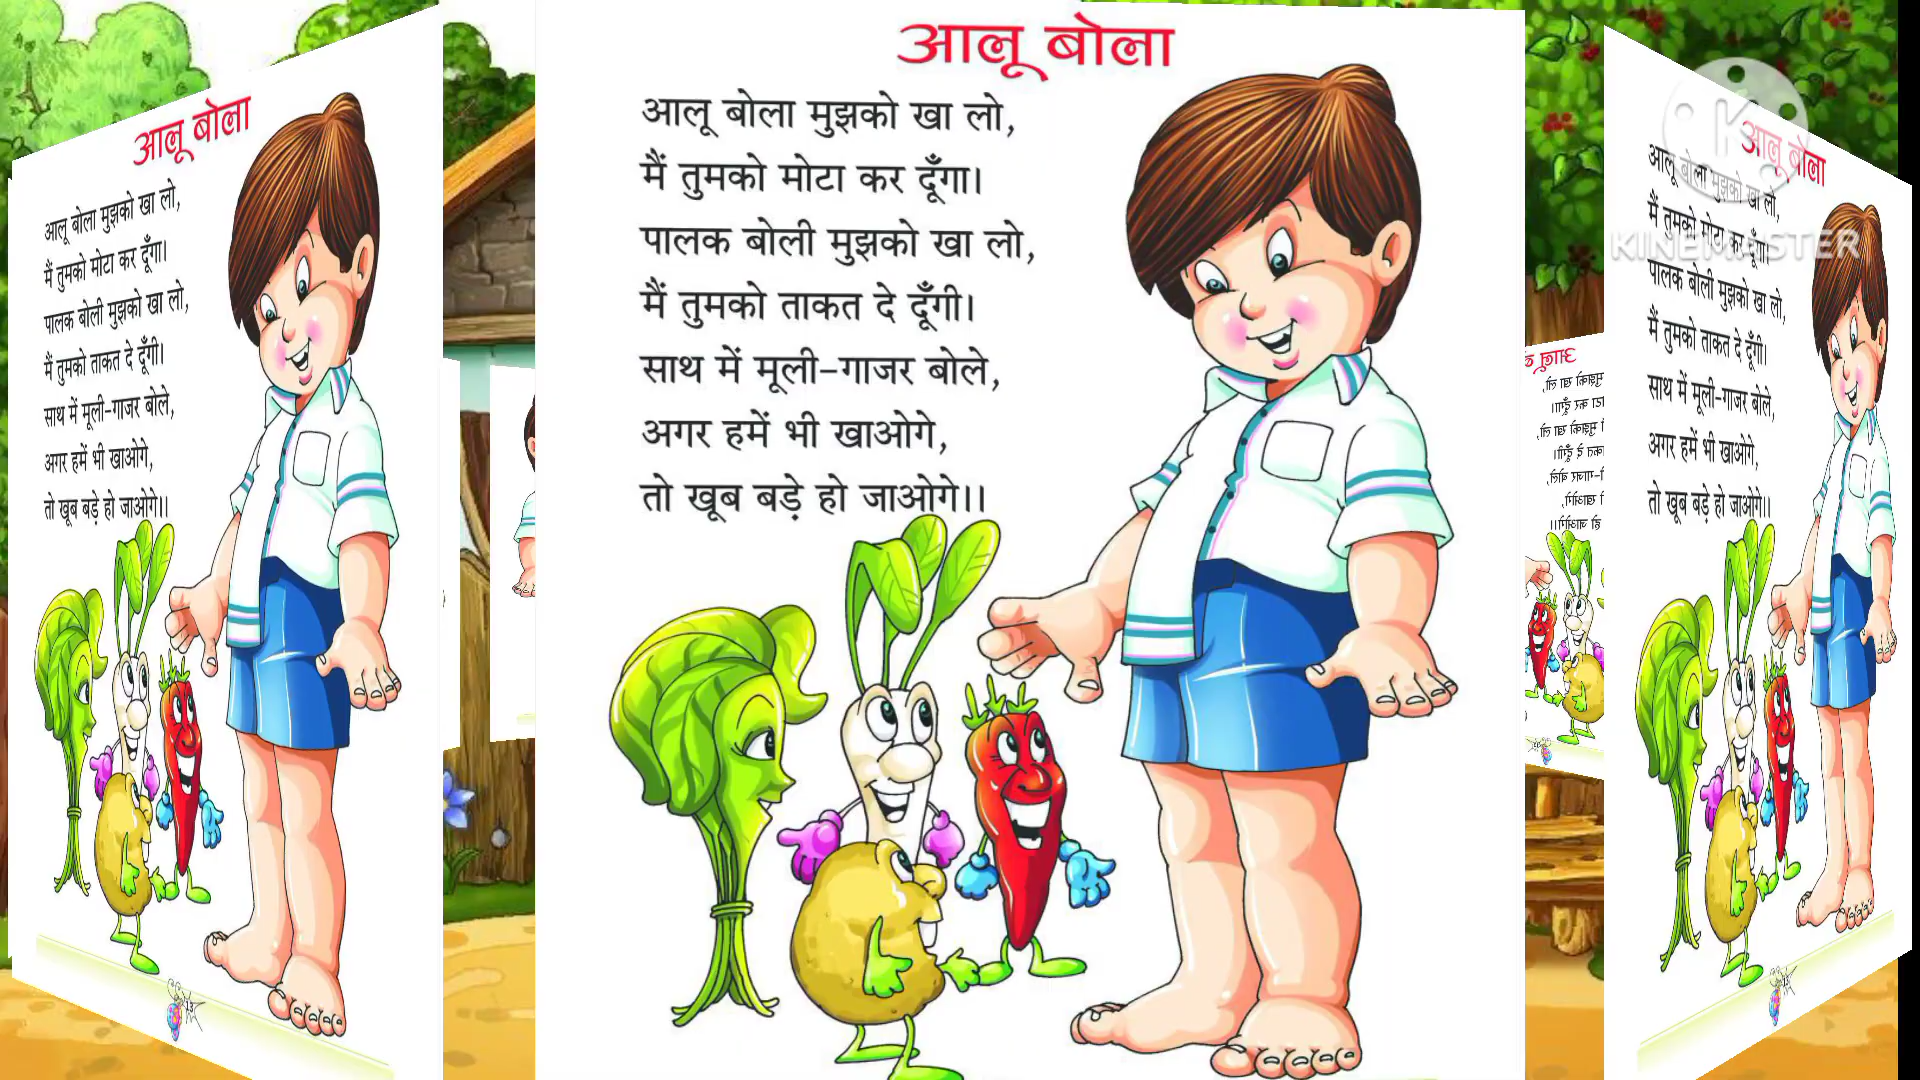 आलू बोला
आलू बोला मुझको खा लो,
मैं तुमको मोटा कर दूँगा।
पालक बोली मुझको खा लो,
मैं तुमको ताकत दे दूँगी।
साथ में मूली-गाजर बोले,
अगर हमें भी खाओगे,
तो खूब बड़े हो जाओगे।।
आलू बोला
आलू बोला मुझको खा लो,
मैं तुमको मोटा कर दूँगा।
पालक बोली मुझको खा लो,
मैं तुमको ताकत दे दूँगी।
साथ में मूली-गाजर बोले,
अगर हमें भी खाओगे,
तो खूब बड़े हो जाओगे।।
आलू बोला
आलू बोला मुझको खा लो,
मैं तुमको मोटा कर दूँगा।
पालक बोली मुझको खा लो,
मैं तुमको ताकत दे दूँगी।
साथ में मूली-गाजर बोले,
अगर हमें भी खाओगे,
तो खूब बड़े हो जाओगे।।
K
KINEMASTER